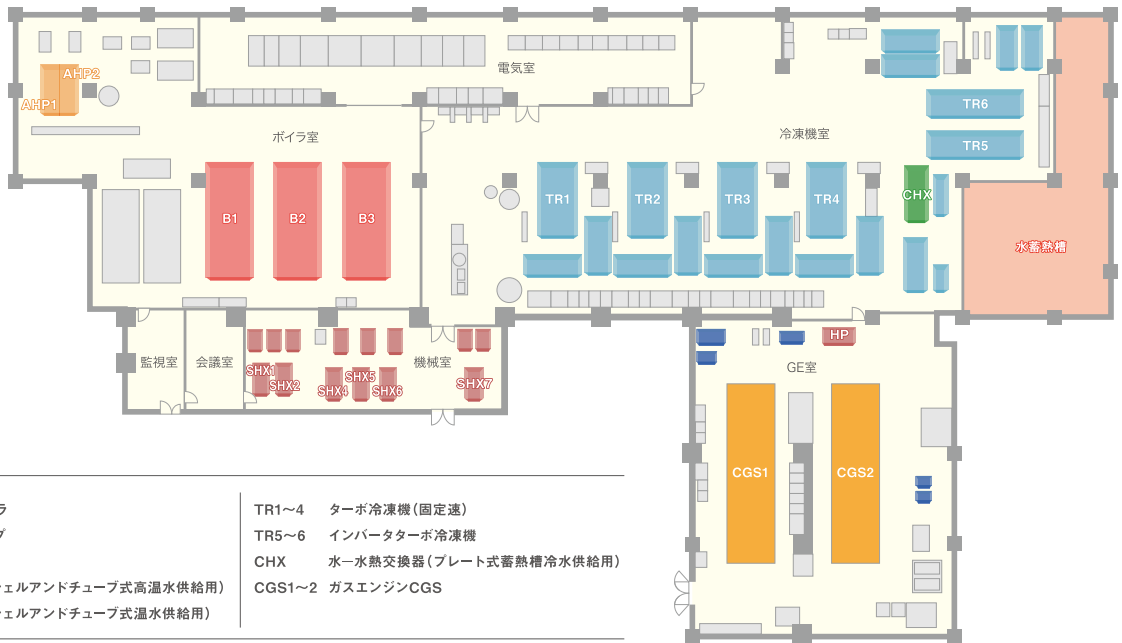 AHP2
AHP1
電気室
ボイラ室
冷凍機室
TR6
TR5
B1
B2
B3
TR1
TR2
TR3
TR4
CHX
水蓄熱槽
監視室
会議室
機械室
SHX1
SHX2
SHX4
SHX5
SHX6
SHX7
HP
GE室
CGS1
CGS2
ラ
プ
ェルアンドチューブ式高温水供給用)
ェルアンドチューブ式温水供給用)
TR1〜4 ターボ冷凍機(固定速)
TR5〜6 インバータターボ冷凍機
CHX 水ー水熱交換器(プレート式蓄熱槽冷水供給用)
CGS1〜2 ガスエンジンCGS